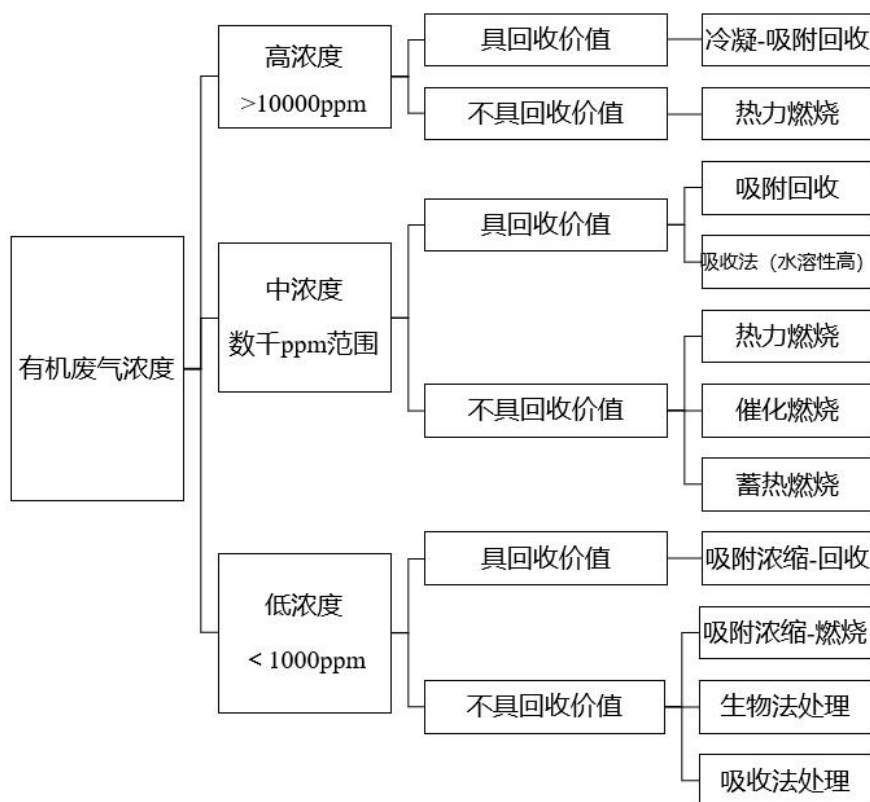 有机废气浓度
高浓度
>10000ppm
具回收价值
冷凝-吸附回收
不具回收价值
热力燃烧
中浓度
数千ppm范围
具回收价值
吸附回收
吸收法（水溶性高）
不具回收价值
热力燃烧
催化燃烧
蓄热燃烧
低浓度
< 1000ppm
具回收价值
吸附浓缩-回收
不具回收价值
吸附浓缩-燃烧
生物法处理
吸收法处理